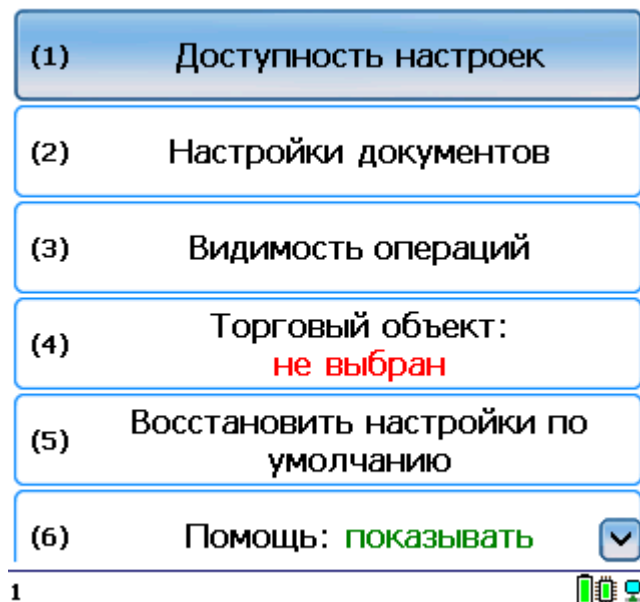 (1) Доступность настроек
(2) Настройки документов
(3) Видимость операций
(4) Торговый объект:
не выбран
(5) Восстановить настройки по
умолчанию
(6) Помощь: показывать
1